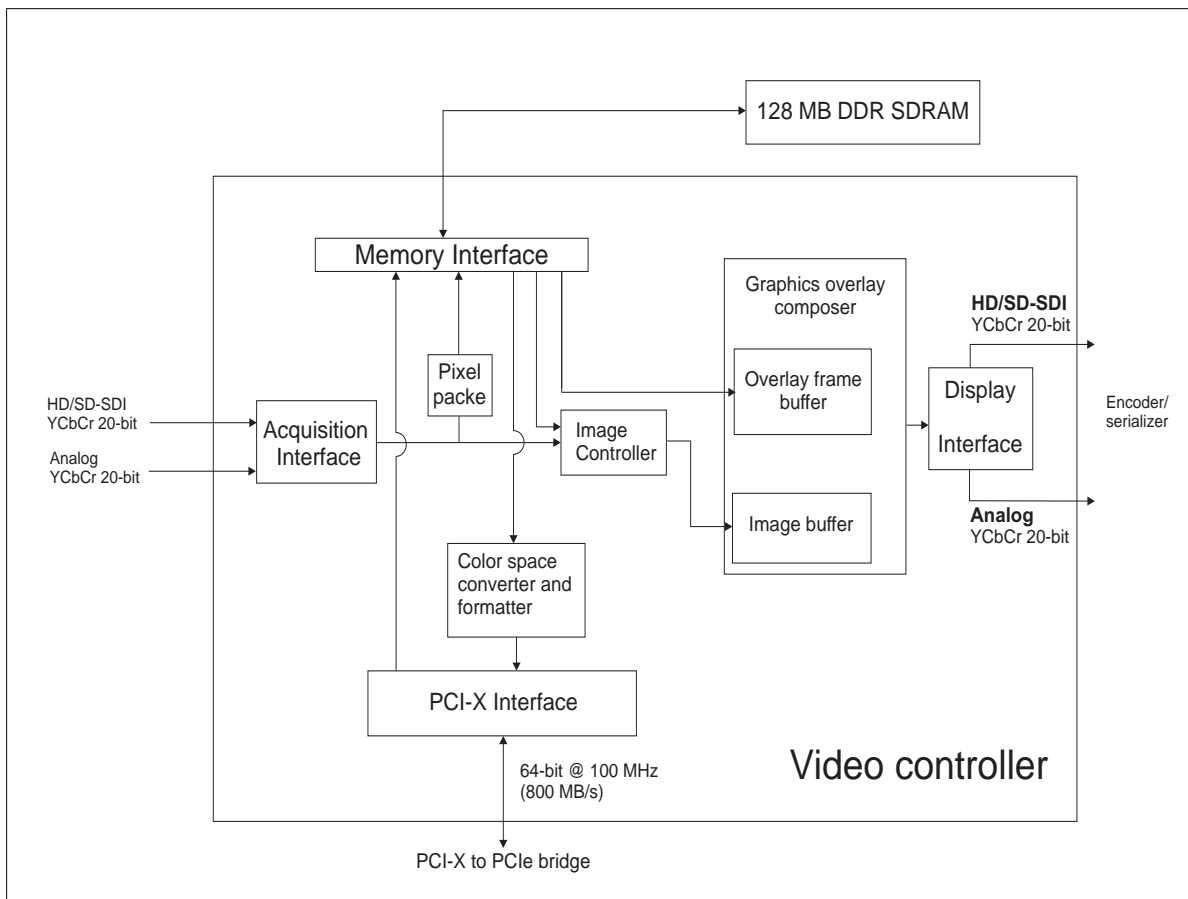 128 MB DDR SDRAM
Memory Interface
Graphics overlay
composer
HD/SD-SDI
YCbCr 20-bit
Pixel
packe
Overlay frame
buffer
Display
Interface
HD/SD-SDI
YCbCr 20-bit
Acquisition
Interface
Image
Controller
Encoder/
serializer
Analog
YCbCr 20-bit
Image buffer
Analog
YCbCr 20-bit
Color space
converter and
formatter
PCI-X Interface
Video controller
64-bit @ 100 MHz
(800 MB/s)
PCI-X to PCIe bridge